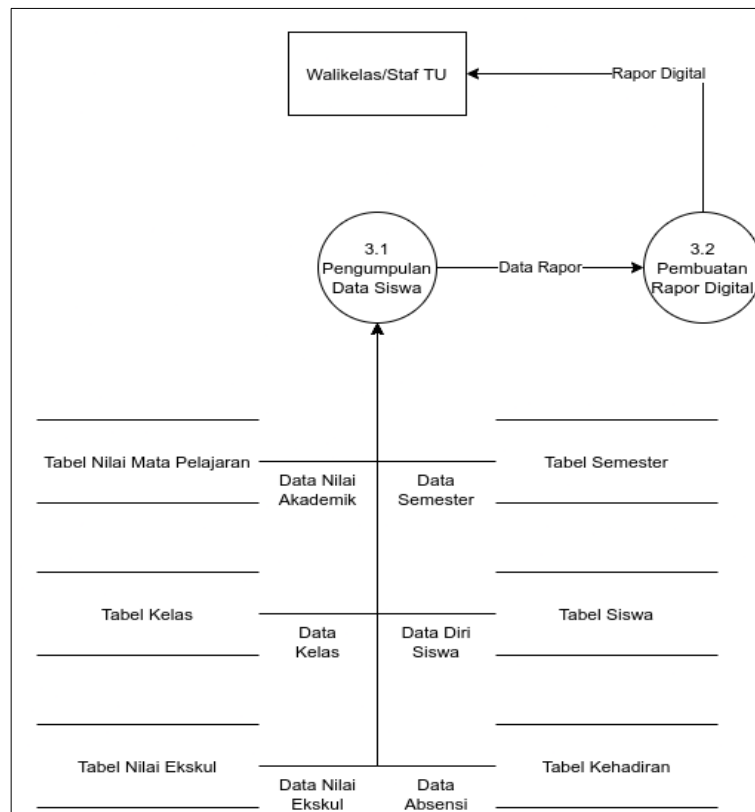 Walikelas/Staf TU
Rapor Digital
3.1
Pengumpulan
Data Siswa
Data Rapor
3.2
Pembuatan
Rapor Digital
Tabel Nilai Mata Pelajaran
Data Nilai
Akademik
Data
Semester
Tabel Semester
Tabel Kelas
Data
Kelas
Data Diri
Siswa
Tabel Siswa
Tabel Nilai Ekskul
Data Nilai
Ekskul
Data
Absensi
Tabel Kehadiran